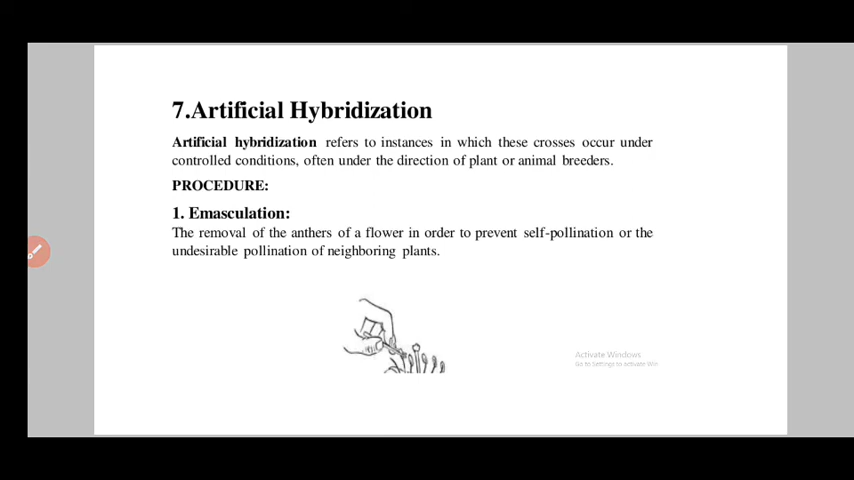 7.Artificial Hybridization
Artificial hybridization refers to instances in which these crosses occur under
controlled conditions, often under the direction of plant or animal breeders.
PROCEDURE:
1. Emasculation:
The removal of the anthers of a flower in order to prevent self-pollination or the
undesirable pollination of neighboring plants.
Activate Windows
Go to Settings to activate Win